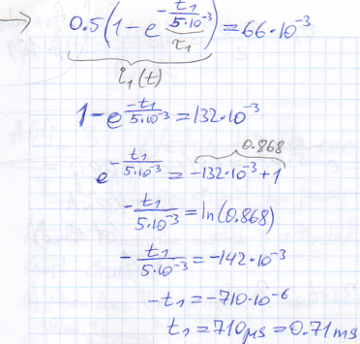 → 0.5(1-e^(-t₁/5·10⁻³))=66·10⁻³
τ₁
i₁(t)
1-e^(-t₁/5·10⁻³)=132·10⁻³
0.868
e^(-t₁/5·10⁻³)=-132·10⁻³+1
-t₁/5·10⁻³=ln(0.868)
-t₁/5·10⁻³=-142·10⁻³
-t₁=-710·10⁻⁶
t₁=710μs=0.71ms